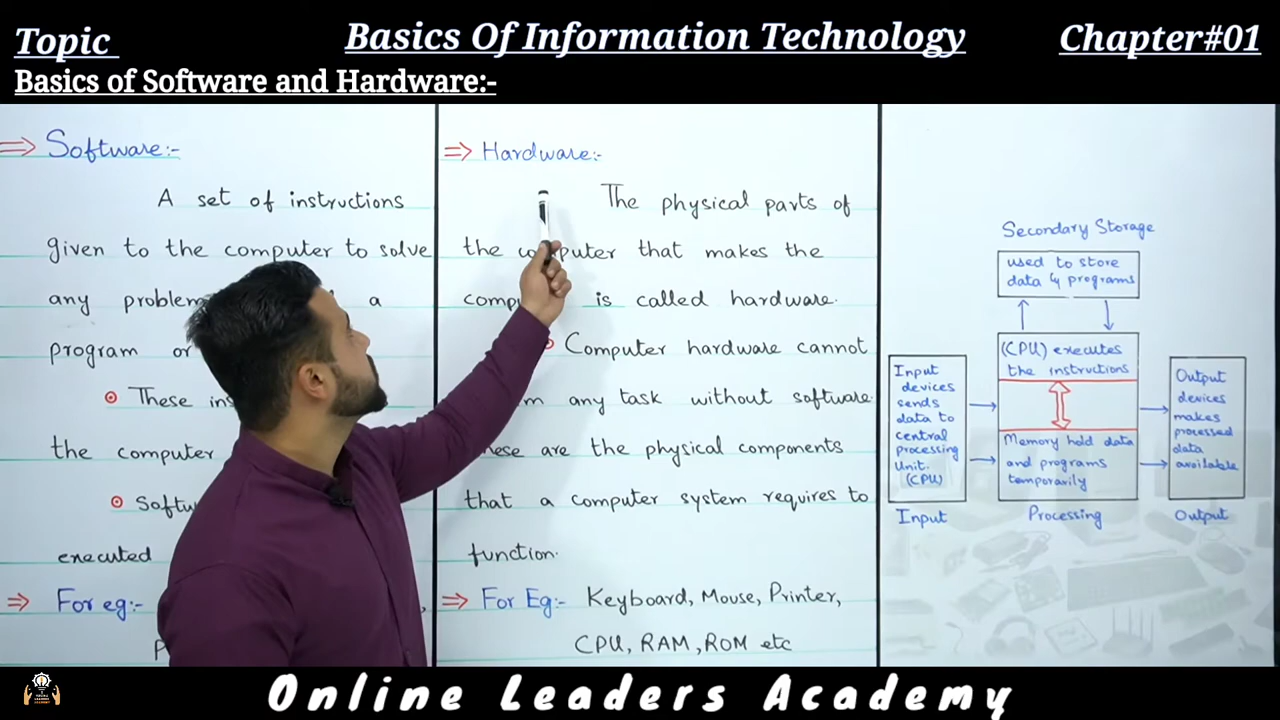 Topic
Basics Of Information Technology
Chapter#01
Basics of Software and Hardware:-
⇒ Software:-
A set of instructions
given to the computer to solve
any problem a
program or
These
the computer
executed
⇒ For eg:-
⇒ Hardware:-
The physical parts of
the computer that makes the
is called hardware.
Computer hardware cannot
any task without software.
These are the physical components
that a computer system requires to
function.
⇒ For Eg:- Keyboard, Mouse, Printer,
CPU, RAM, ROM etc
Secondary Storage
used to store
data & programs
(CPU) executes
the instructions
Memory hold data
and programs
temporarily
Processing
Input
devices
sends
data to
central
processing
Unit.
(CPU)
Input
Output
devices
makes
processed
data
available
Output
Online Leaders Academy